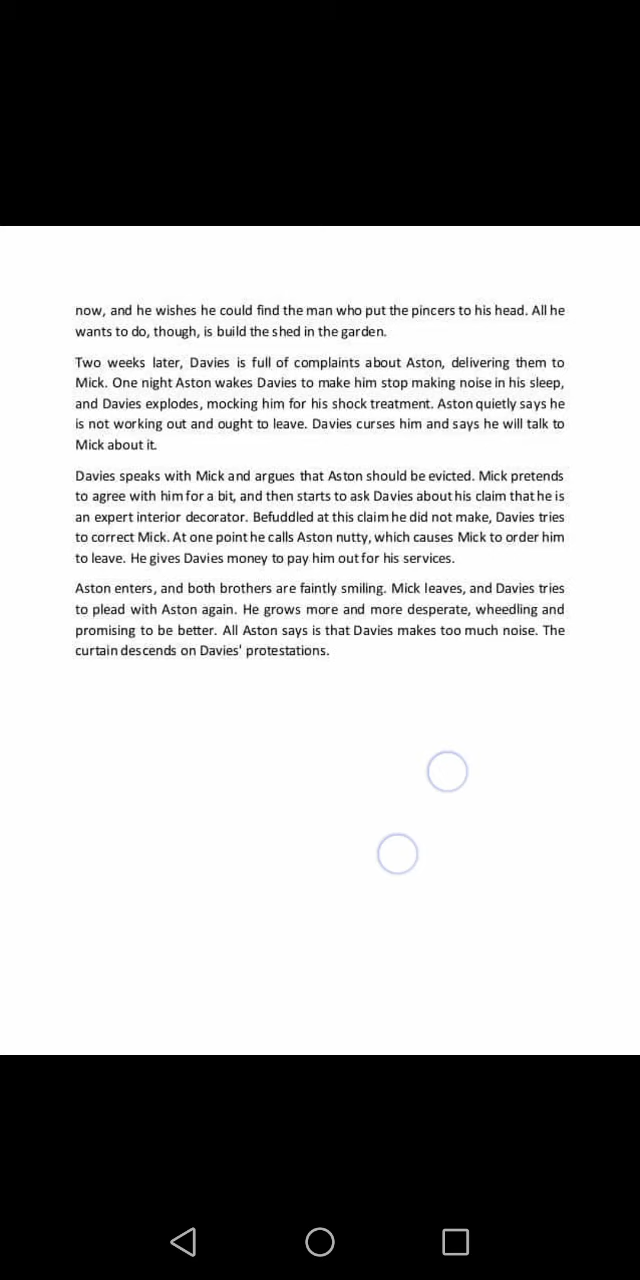 now, and he wishes he could find the man who put the pincers to his head. All he
wants to do, though, is build the shed in the garden.
Two weeks later, Davies is full of complaints about Aston, delivering them to
Mick. One night Aston wakes Davies to make him stop making noise in his sleep,
and Davies explodes, mocking him for his shock treatment. Aston quietly says he
is not working out and ought to leave. Davies curses him and says he will talk to
Mick about it.
Davies speaks with Mick and argues that Aston should be evicted. Mick pretends
to agree with him for a bit, and then starts to ask Davies about his claim that he is
an expert interior decorator. Befuddled at this claim he did not make, Davies tries
to correct Mick. At one point he calls Aston nutty, which causes Mick to order him
to leave. He gives Davies money to pay him out for his services.
Aston enters, and both brothers are faintly smiling. Mick leaves, and Davies tries
to plead with Aston again. He grows more and more desperate, wheedling and
promising to be better. All Aston says is that Davies makes too much noise. The
curtain descends on Davies' protestations.